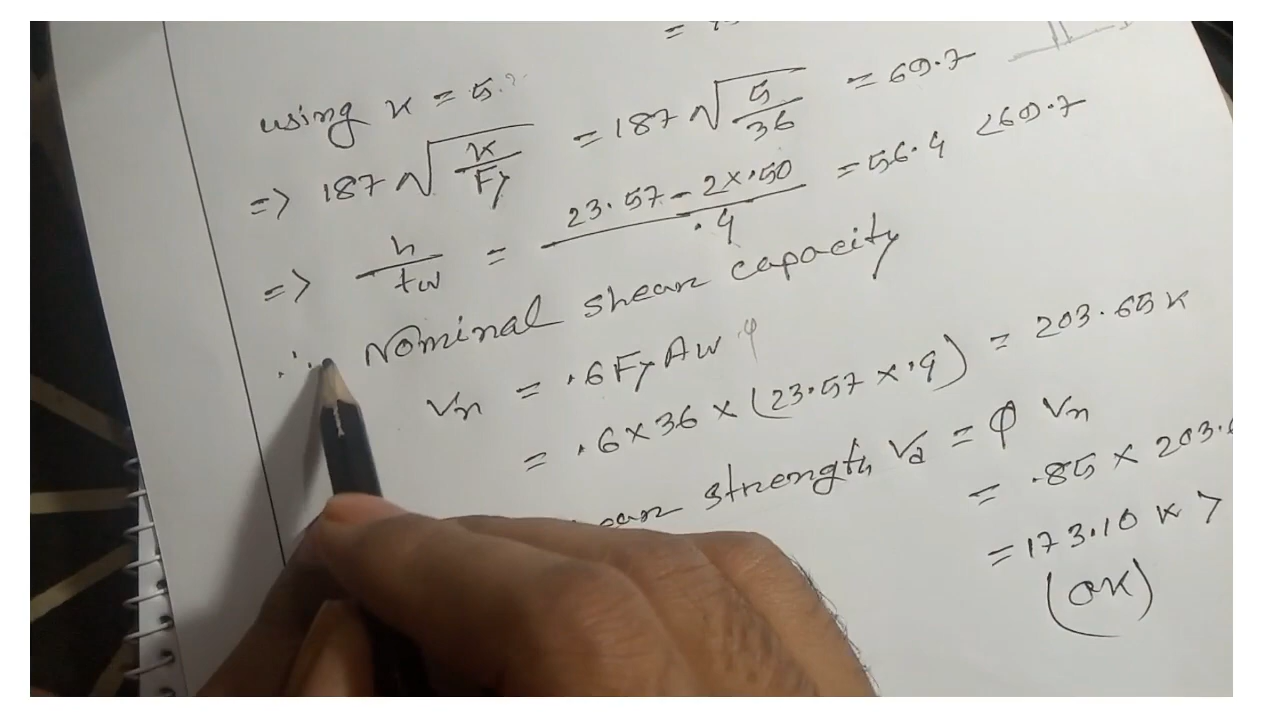 using K = 5.
=> 187 √(K/Fy) = 187 √(5/36) = 69.7
=> h/tw = (23.57 - 2×.50)/.4 = 56.4 <69.7
∴ Nominal shear capacity
Vn = .6 Fy Aw
= .6×36×(23.57×.4) = 203.65 K
strength Vd = φ Vn
= .85 × 203.
= 173.10 K >
(OK)